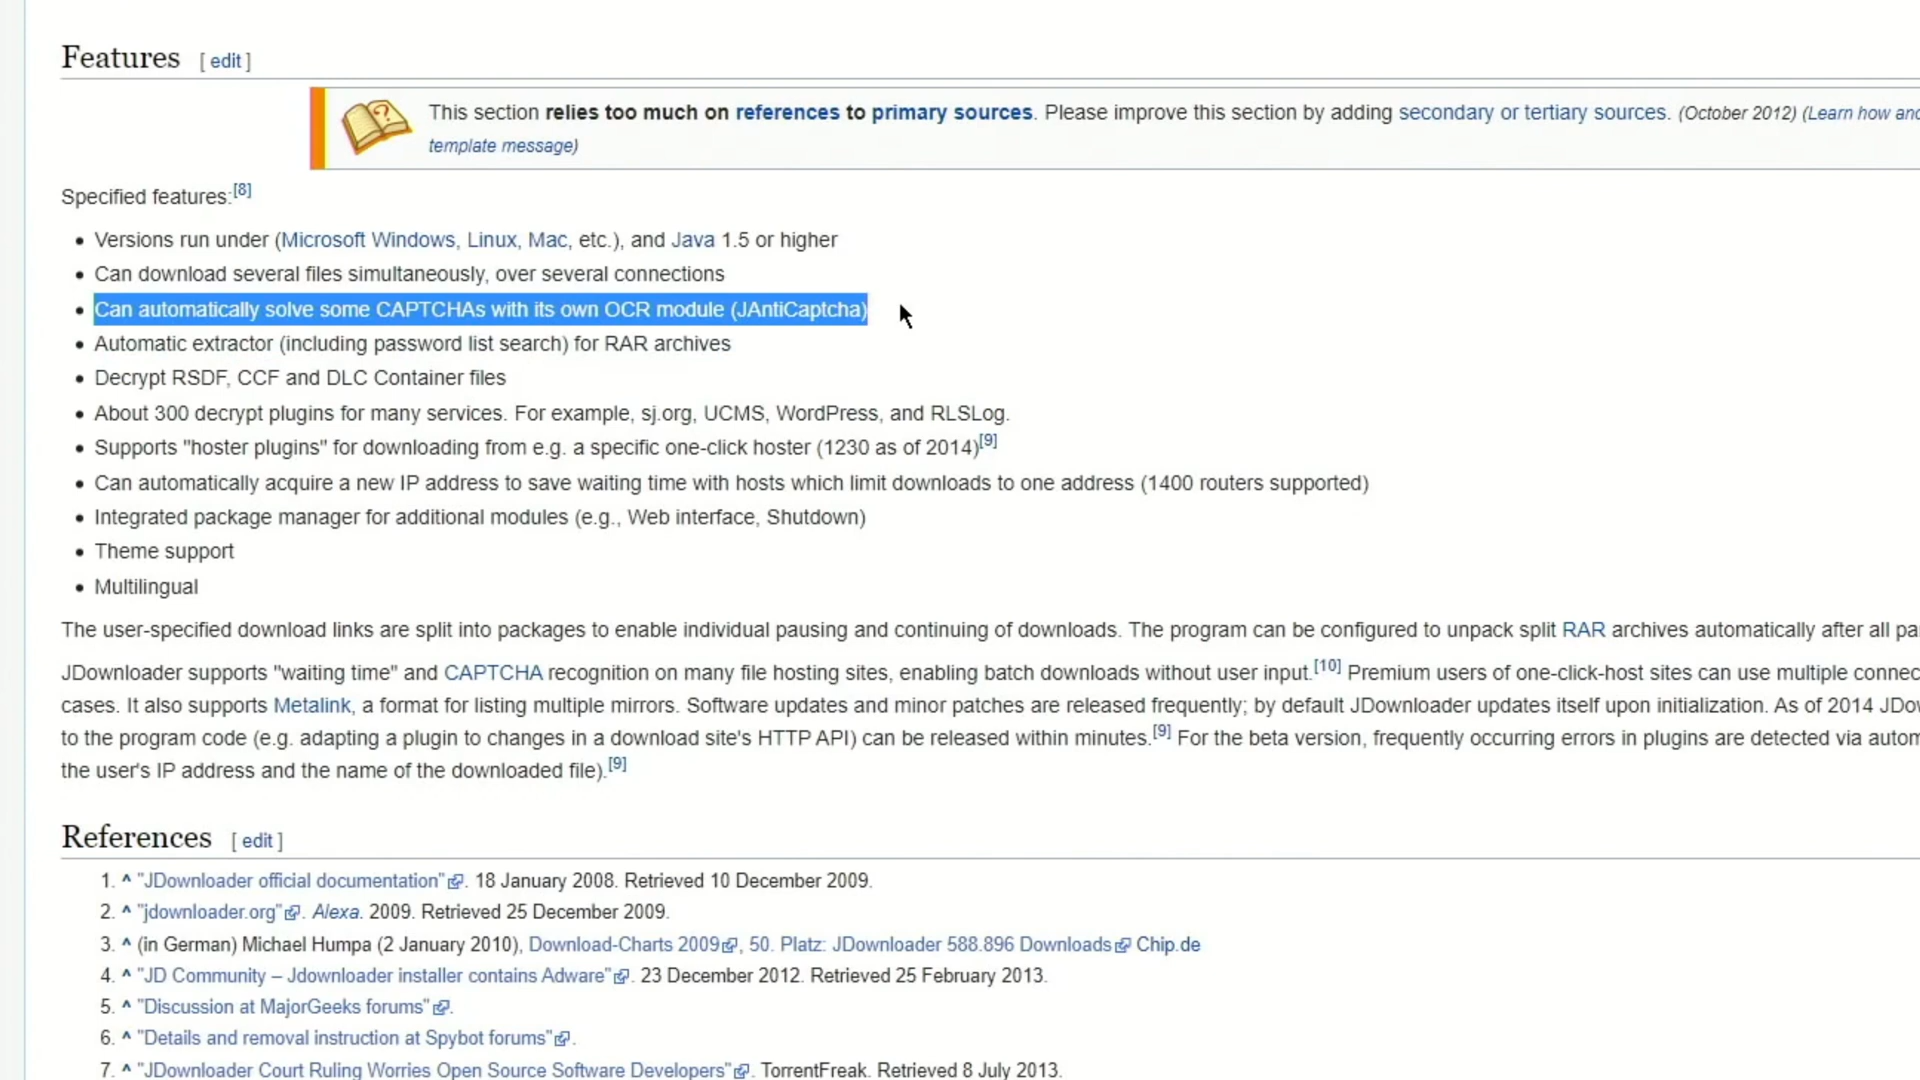 Features [ edit ]
This section relies too much on references to primary sources. Please improve this section by adding secondary or tertiary sources. (October 2012) (Learn how and
template message)
Specified features:[8]
• Versions run under (Microsoft Windows, Linux, Mac, etc.), and Java 1.5 or higher
• Can download several files simultaneously, over several connections
• Can automatically solve some CAPTCHAs with its own OCR module (JAntiCaptcha)
• Automatic extractor (including password list search) for RAR archives
• Decrypt RSDF, CCF and DLC Container files
• About 300 decrypt plugins for many services. For example, sj.org, UCMS, WordPress, and RLSLog.
• Supports "hoster plugins" for downloading from e.g. a specific one-click hoster (1230 as of 2014)[9]
• Can automatically acquire a new IP address to save waiting time with hosts which limit downloads to one address (1400 routers supported)
• Integrated package manager for additional modules (e.g., Web interface, Shutdown)
• Theme support
• Multilingual
The user-specified download links are split into packages to enable individual pausing and continuing of downloads. The program can be configured to unpack split RAR archives automatically after all pa
JDownloader supports "waiting time" and CAPTCHA recognition on many file hosting sites, enabling batch downloads without user input.[10] Premium users of one-click-host sites can use multiple connec
cases. It also supports Metalink, a format for listing multiple mirrors. Software updates and minor patches are released frequently; by default JDownloader updates itself upon initialization. As of 2014 JDow
to the program code (e.g. adapting a plugin to changes in a download site's HTTP API) can be released within minutes.[9] For the beta version, frequently occurring errors in plugins are detected via autom
the user's IP address and the name of the downloaded file).[9]
References [ edit ]
1. ^ "JDownloader official documentation". 18 January 2008. Retrieved 10 December 2009.
2. ^ "jdownloader.org". Alexa. 2009. Retrieved 25 December 2009.
3. ^ (in German) Michael Humpa (2 January 2010), Download-Charts 2009, 50. Platz: JDownloader 588.896 Downloads Chip.de
4. ^ "JD Community – Jdownloader installer contains Adware". 23 December 2012. Retrieved 25 February 2013.
5. ^ "Discussion at MajorGeeks forums".
6. ^ "Details and removal instruction at Spybot forums".
7. ^ "JDownloader Court Ruling Worries Open Source Software Developers". TorrentFreak. Retrieved 8 July 2013.